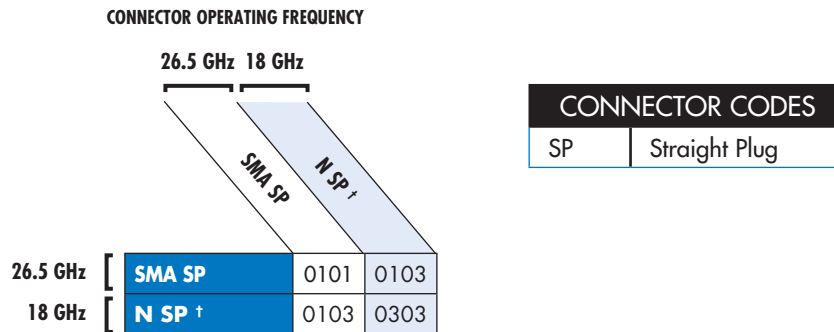 CONNECTOR OPERATING FREQUENCY
26.5 GHz 18 GHz
SMA SP
N SP †
CONNECTOR CODES
SP Straight Plug
26.5 GHz SMA SP 0101 0103
18 GHz N SP † 0103 0303